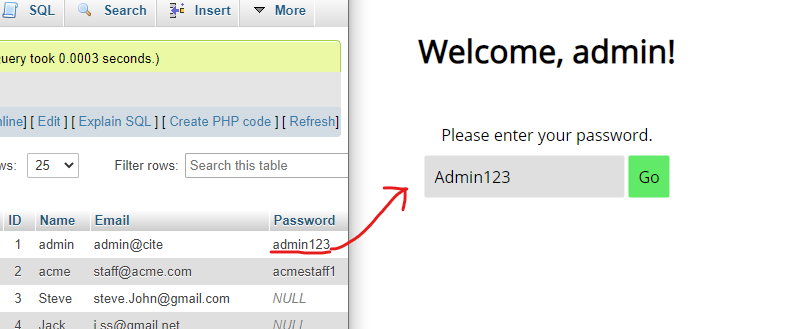 SQL Search Insert More
uery took 0.0003 seconds.)
nline] [ Edit ] [ Explain SQL ] [ Create PHP code ] [ Refresh]
ws: 25 Filter rows: Search this table
ID Name Email Password
1 admin admin@cite admin123
2 acme staff@acme.com acmestaff1
3 Steve steve.John@gmail.com NULL
4 Jack j.ss@gmail.net NULL
Welcome, admin!
Please enter your password.
Admin123 Go